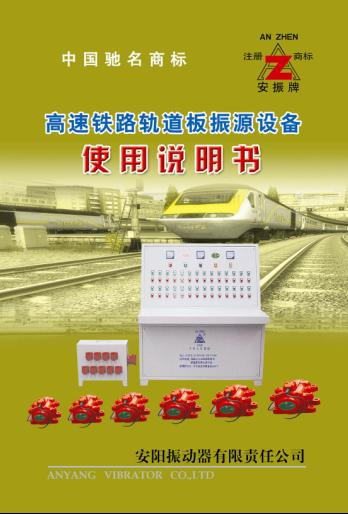 中国驰名商标
AN ZHEN
注册 商标
Z
安振牌
高速铁路轨道板振源设备
使用说明书
安阳振动器有限责任公司
ANYANG VIBRATOR CO.,LTD